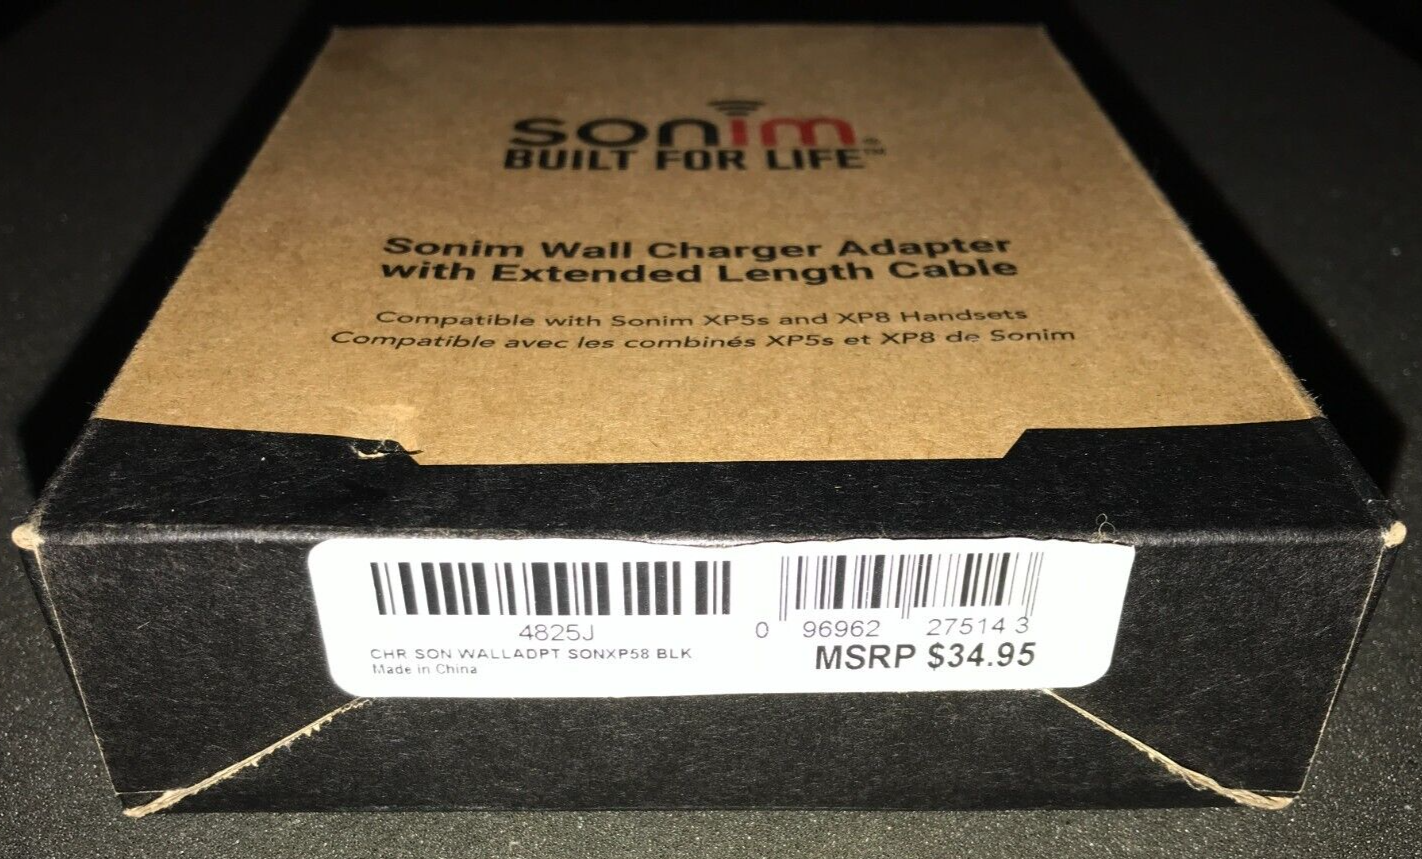 sonim®
BUILT FOR LIFE™
Sonim Wall Charger Adapter
with Extended Length Cable
Compatible with Sonim XP5s and XP8 Handsets
Compatible avec les combinés XP5s et XP8 de Sonim
4825J
CHR SON WALLADPT SONXP58 BLK
Made in China
0 96962 27514 3
MSRP $34.95